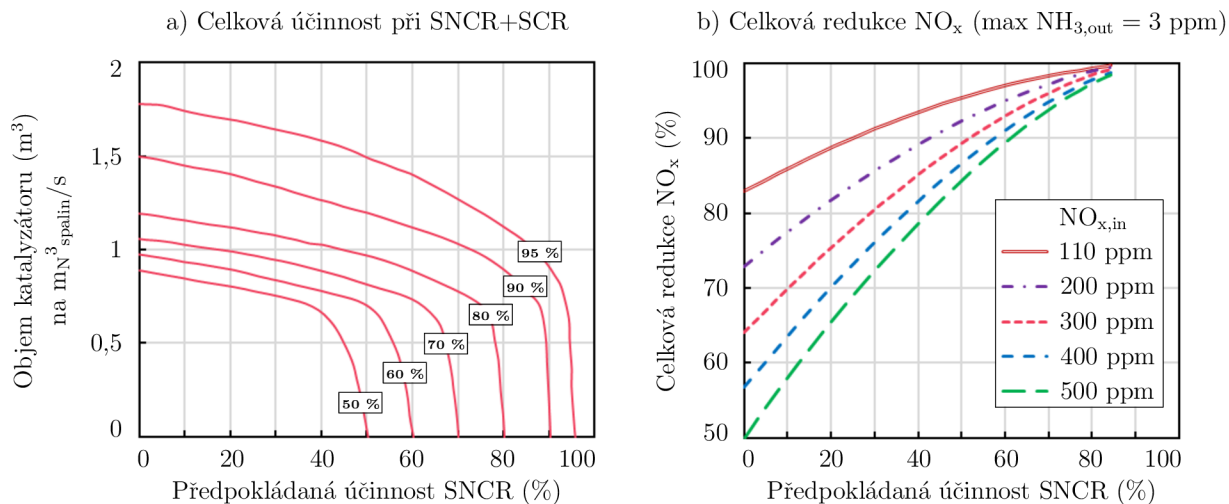 a) Celková účinnost při SNCR+SCR
Objem katalyzátoru (m³)
na m_N³_spalin/s
2
1,5
1
0,5
0
95 %
90 %
80 %
70 %
60 %
50 %
0 20 40 60 80 100
Předpokládaná účinnost SNCR (%)
b) Celková redukce NOₓ (max NH₃,out = 3 ppm)
Celková redukce NOₓ (%)
100
90
80
70
60
50
NOₓ,in
110 ppm
200 ppm
300 ppm
400 ppm
500 ppm
0 20 40 60 80 100
Předpokládaná účinnost SNCR (%)